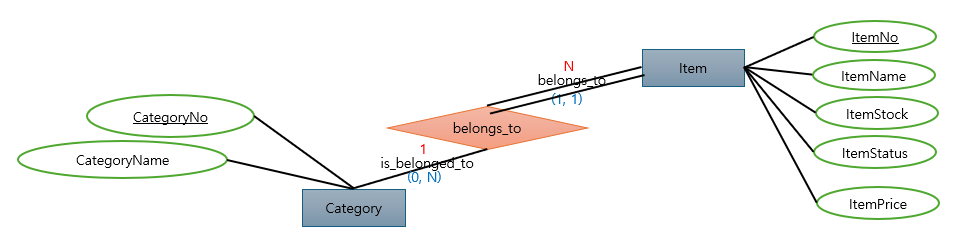 ItemNo
N
Item
belongs_to
ItemName
(1, 1)
ItemStock
CategoryNo
belongs_to
1
ItemStatus
CategoryName
is_belonged_to
(0, N)
ItemPrice
Category